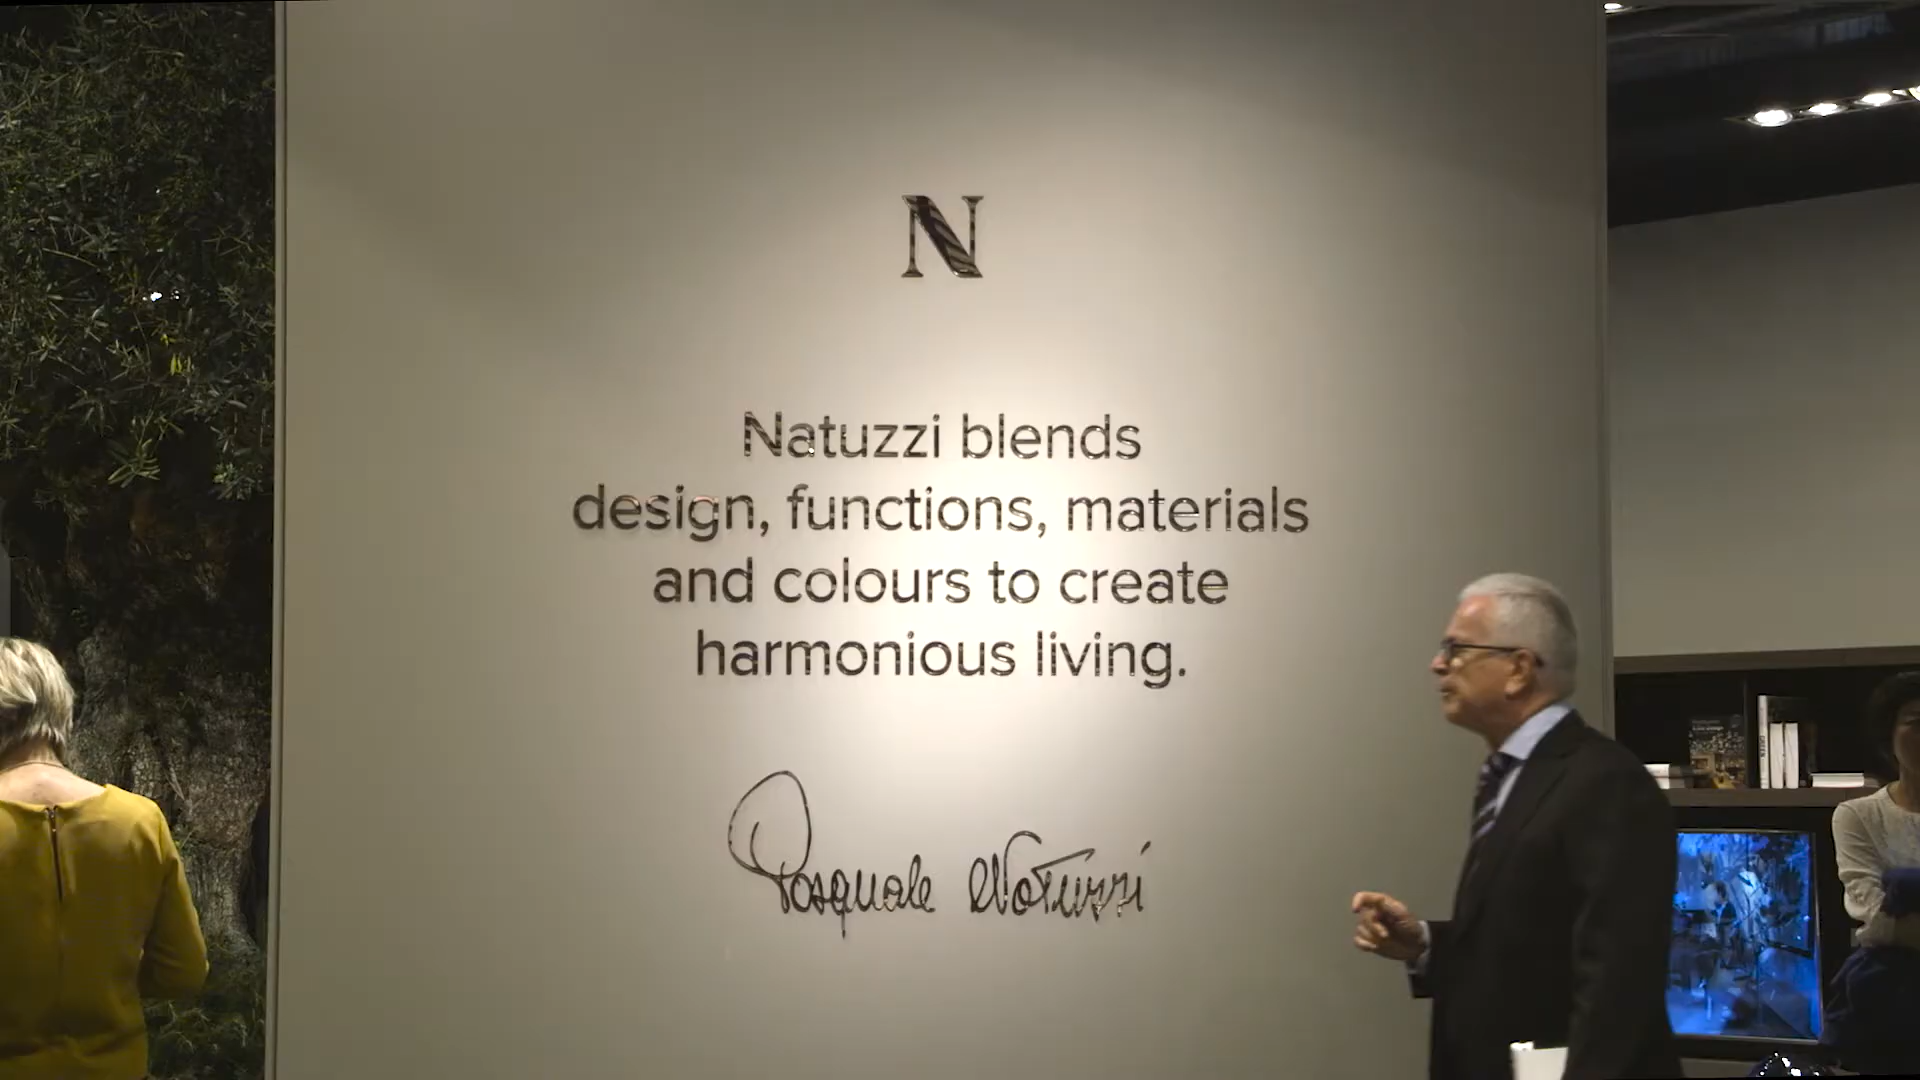 N
Natuzzi blends
design, functions, materials
and colours to create
harmonious living.
Pasquale Natuzzi